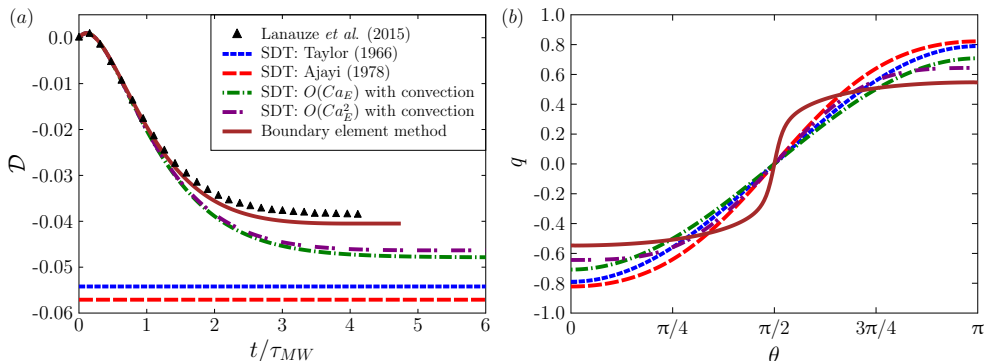 (a)
0.0
-0.01
-0.02
-0.03
-0.04
-0.05
-0.06
𝒟
0 1 2 3 4 5 6
t/τ_MW
Lanauze et al. (2015)
SDT: Taylor (1966)
SDT: Ajayi (1978)
SDT: O(Ca_E) with convection
SDT: O(Ca_E^2) with convection
Boundary element method
(b)
1.0
0.8
0.6
0.4
0.2
0.0
-0.2
-0.4
-0.6
-0.8
-1.0
q
0 π/4 π/2 3π/4 π
θ